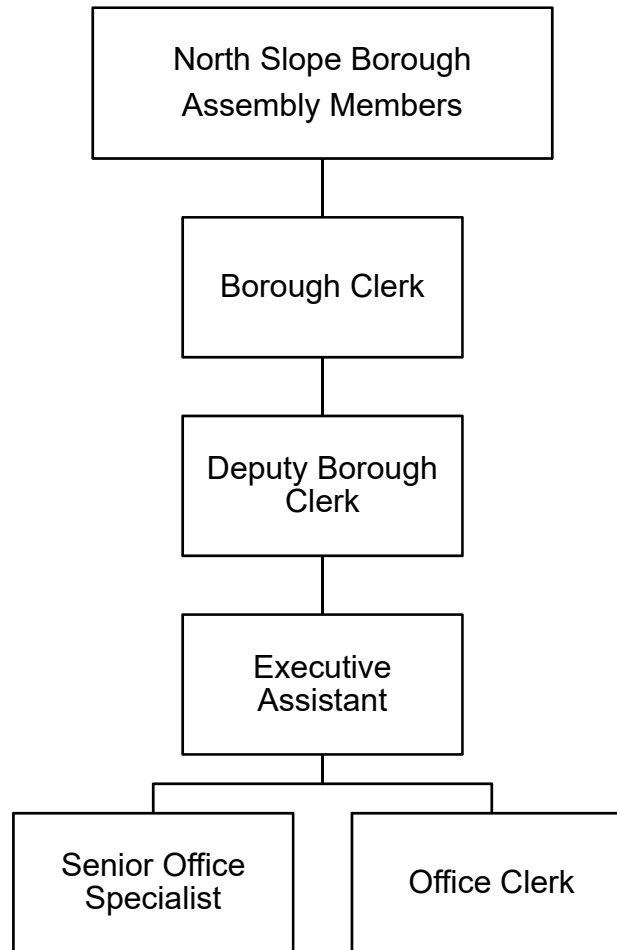 North Slope Borough
Assembly Members
Borough Clerk
Deputy Borough
Clerk
Executive
Assistant
Senior Office
Specialist
Office Clerk